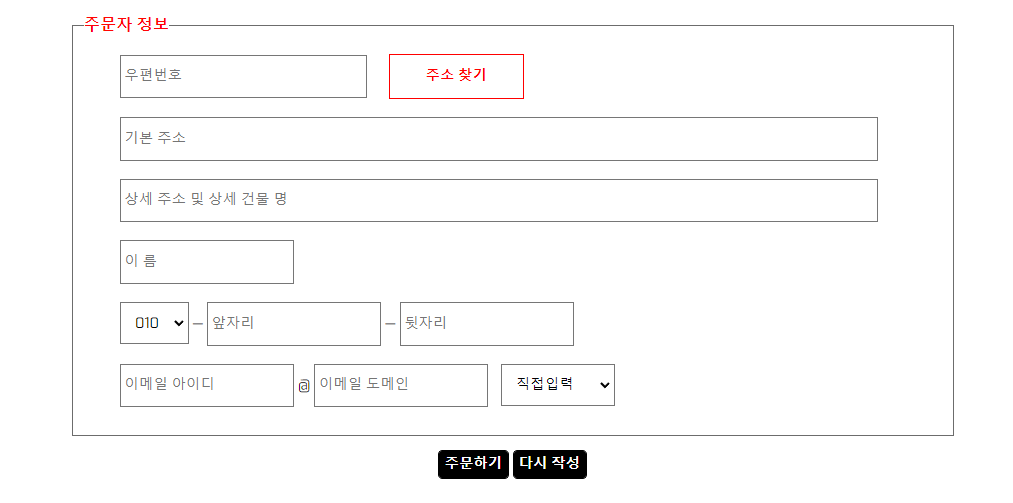 주문자 정보
우편번호 주소 찾기
기본 주소
상세 주소 및 상세 건물 명
이 름
010 – 앞자리 – 뒷자리
이메일 아이디 @ 이메일 도메인 직접입력
주문하기 다시 작성